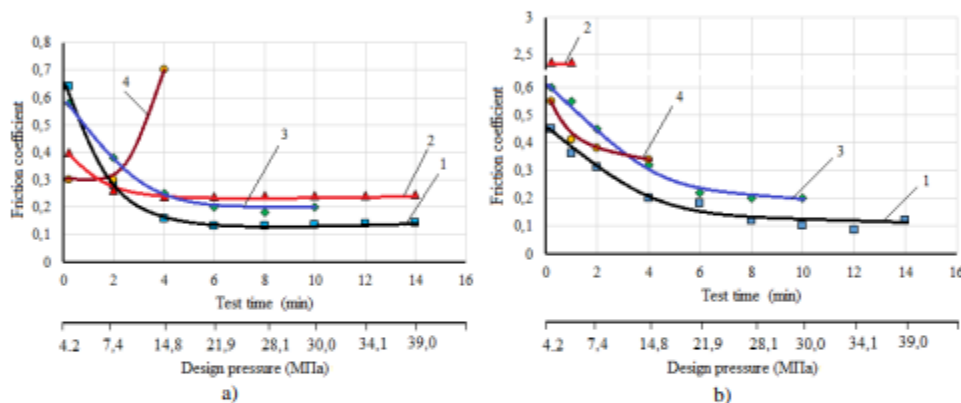 0,8
0,7
0,6
0,5
0,4
0,3
0,2
0,1
0
Friction coefficient
4
3
2
1
0 2 4 6 8 10 12 14 16
Test time (min)
4.2 7,4 14,8 21,9 28,1 30,0 34,1 39,0
Design pressure (МПа)
a)
3
2,5
0,6
0,5
0,4
0,3
0,2
0,1
0
Friction coefficient
2
4
3
1
0 2 4 6 8 10 12 14 16
Test time (min)
4.2 7,4 14,8 21,9 28,1 30,0 34,1 39,0
Design pressure (МПа)
b)